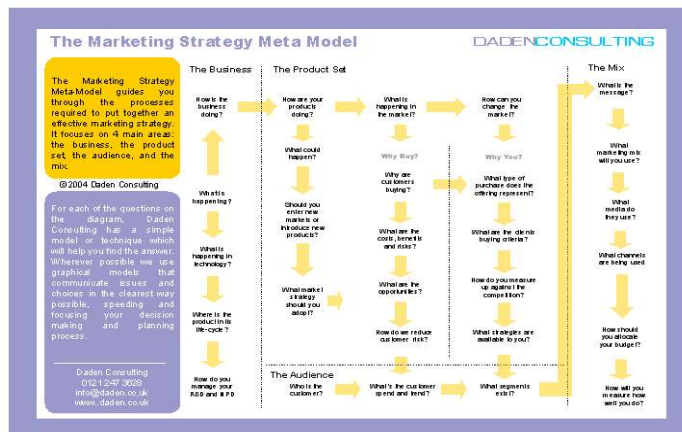 The Marketing Strategy Meta Model
DADENCONSULTING
The Marketing Strategy
Meta-Model guides you
through the processes
required to put together an
effective marketing strategy.
It focuses on 4 main areas:
the business, the product
set, the audience, and the
mix.
© 2004 Daden Consulting
For each of the questions on
the diagram, Daden
Consulting has a simple
model or technique which
will help you find the answer.
Wherever possible we use
graphical models that
communicate issues and
choices in the clearest way
possible, speeding and
focusing your decision
making and planning
process.
Daden Consulting
0121 247 3628
info@daden.co.uk
www.daden.co.uk
The Business
How is the
business
doing?
What is
happening?
What is
happening in
technology?
Where is the
product in its
life-cycle?
How do you
manage your
R&D and NPD
The Product Set
How are your
products
doing?
What could
happen?
Should you
enter new
markets or
introduce new
products?
What market
strategy
should you
adopt?
What is
happening in
the market?
Why Buy?
Why are
customers
buying?
What are the
costs, benefits
and risks?
What are the
opportunities?
How do we reduce
customer risk?
How can you
change the
market?
Why You?
What type of
purchase does the
offering represent?
What are the clients
buying criteria?
How do you measure
up against the
competition?
What strategies are
available to you?
The Audience
Who is the
customer?
What's the customer
spend and trend?
What segments
exist?
The Mix
What is the
message?
What
marketing mix
will you use?
What
media do
they use?
What channels
are being used
How should
you allocate
your budget?
How will you
measure how
well you do?